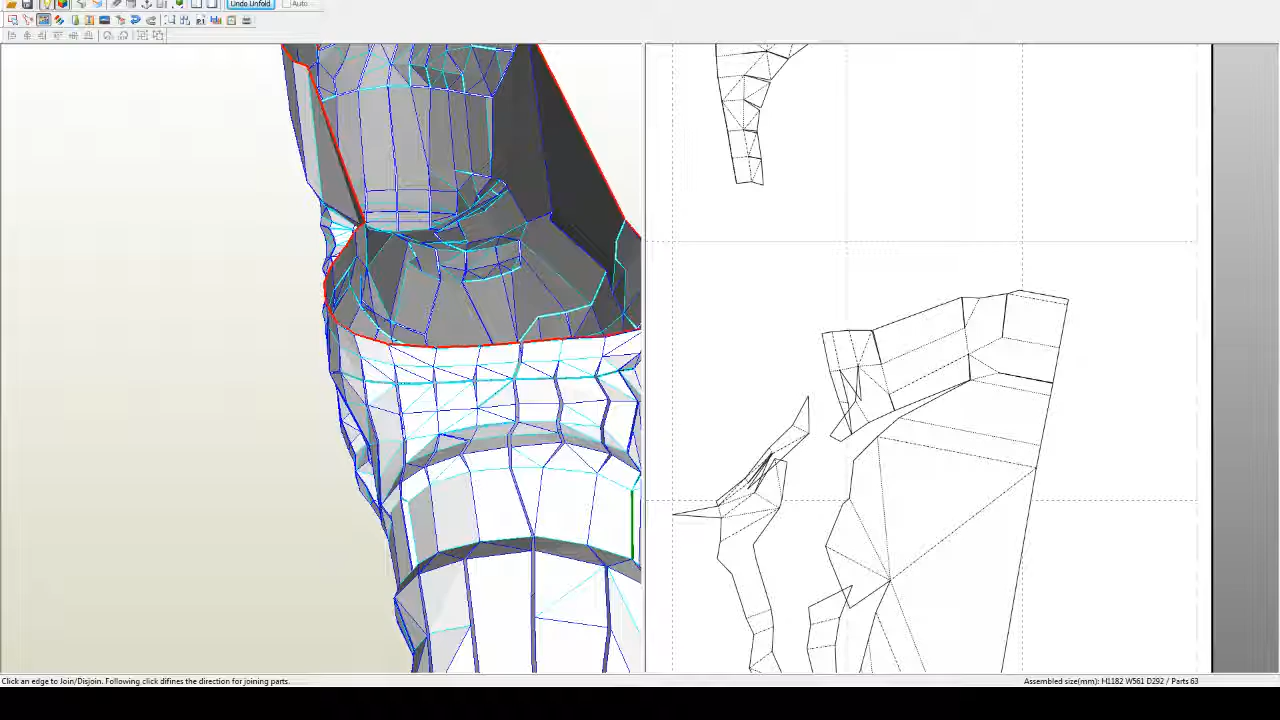 Undo Unfold
Auto
Click an edge to Join/Disjoin. Following click difines the direction for joining parts.
Assembled size(mm): H1182 W561 D292 / Parts 63